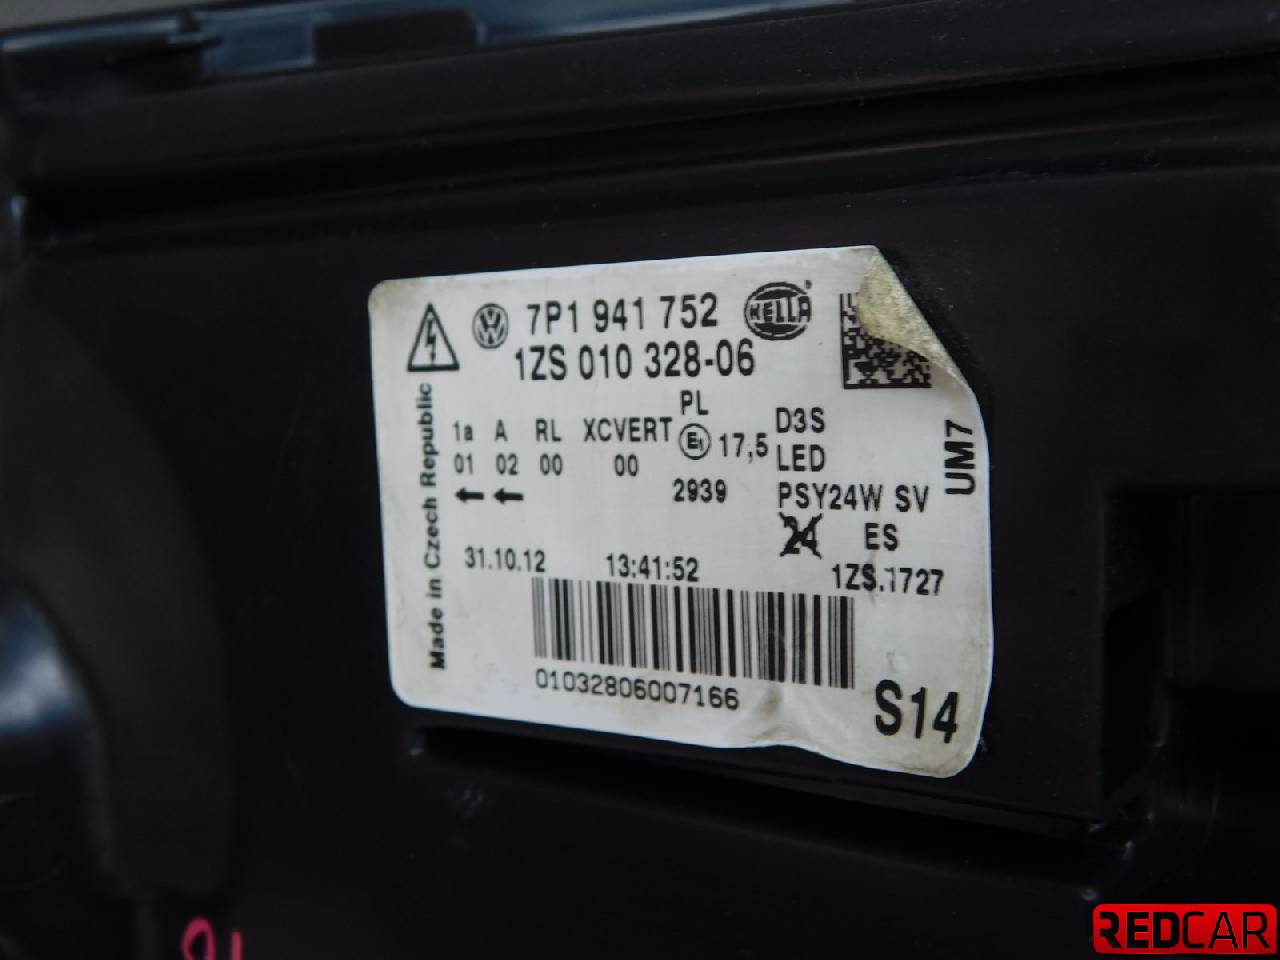 7P1 941 752 HELLA®
1ZS 010 328-06
PL
1a A RL XCVERT E1 17,5 D3S
01 02 00 00 LED
2939 PSY24W SV
24 ES
31.10.12 13:41:52 1ZS.1727
01032806007166
S14
UM7
Made in Czech Republic
REDCAR